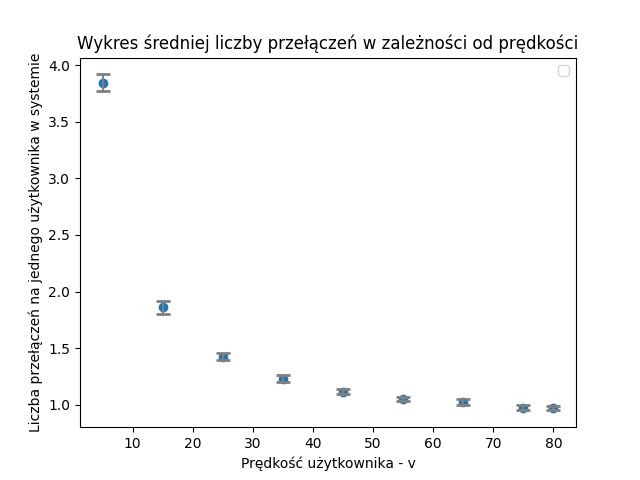 Wykres średniej liczby przełączeń w zależności od prędkości
Liczba przełączeń na jednego użytkownika w systemie
4.0
3.5
3.0
2.5
2.0
1.5
1.0
10 20 30 40 50 60 70 80
Prędkość użytkownika - v